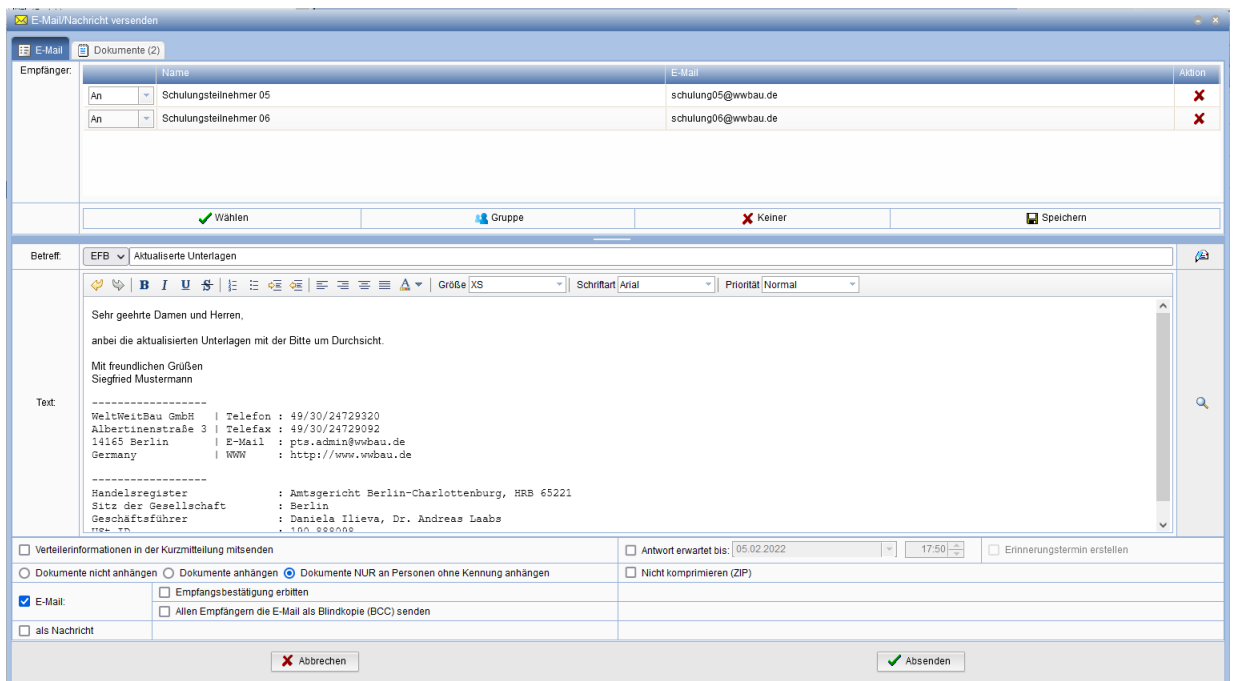 E-Mail/Nachricht versenden
E-Mail Dokumente (2)
Empfänger: Name E-Mail Aktion
An Schulungsteilnehmer 05 schulung05@wwbau.de
An Schulungsteilnehmer 06 schulung06@wwbau.de
Wählen Gruppe Keiner Speichern
Betreff: EFB Aktualiserte Unterlagen
B I U S A Größe XS Schriftart Arial Priorität Normal
Sehr geehrte Damen und Herren,
anbei die aktualisierten Unterlagen mit der Bitte um Durchsicht.
Mit freundlichen Grüßen
Siegfried Mustermann
Text:
------------------
WeltWeitBau GmbH | Telefon : 49/30/24729320
Albertinenstraße 3 | Telefax : 49/30/24729092
14165 Berlin | E-Mail : pts.admin@wwbau.de
Germany | WWW : http://www.wwbau.de
------------------
Handelsregister : Amtsgericht Berlin-Charlottenburg, HRB 65221
Sitz der Gesellschaft : Berlin
Geschäftsführer : Daniela Ilieva, Dr. Andreas Laabs
USt-ID : 190 888098
Verteilerinformationen in der Kurzmitteilung mitsenden Antwort erwartet bis: 05.02.2022 17:50 Erinnerungstermin erstellen
Dokumente nicht anhängen Dokumente anhängen Dokumente NUR an Personen ohne Kennung anhängen Nicht komprimieren (ZIP)
E-Mail: Empfangsbestätigung erbitten
Allen Empfängern die E-Mail als Blindkopie (BCC) senden
als Nachricht
Abbrechen Absenden